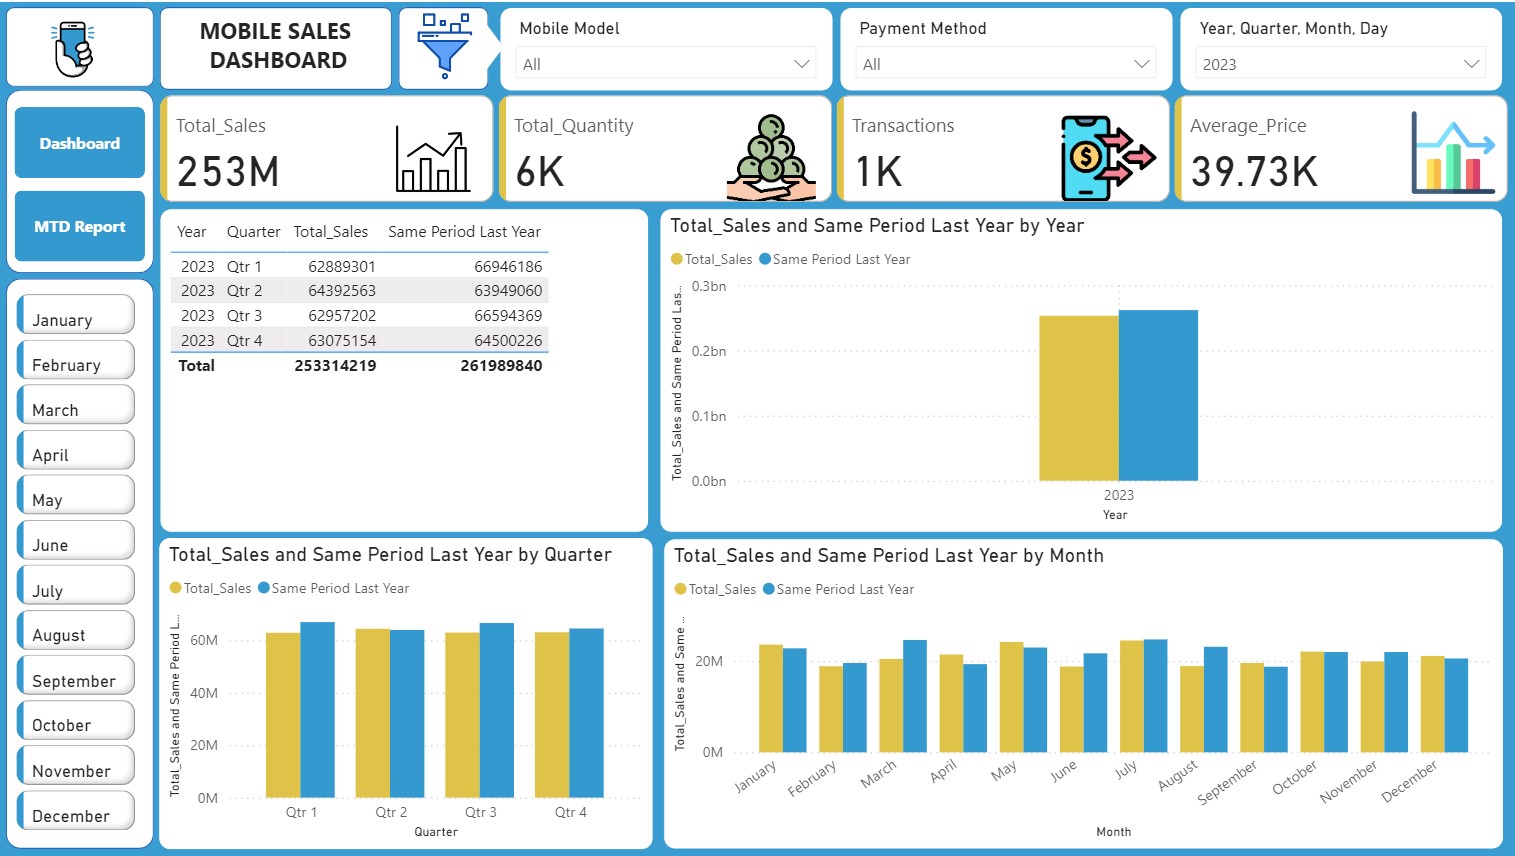 MOBILE SALES
DASHBOARD
Mobile Model
All
Payment Method
All
Year, Quarter, Month, Day
2023
Dashboard
MTD Report
Total_Sales
253M
Total_Quantity
6K
Transactions
$
1K
Average_Price
39.73K
January
February
March
April
May
June
July
August
September
October
November
December
Year Quarter Total_Sales Same Period Last Year
2023 Qtr 1 62889301 66946186
2023 Qtr 2 64392563 63949060
2023 Qtr 3 62957202 66594369
2023 Qtr 4 63075154 64500226
Total 253314219 261989840
Total_Sales and Same Period Last Year by Year
Total_Sales Same Period Last Year
Total_Sales and Same Period Las...
0.3bn
0.2bn
0.1bn
0.0bn
2023
Year
Total_Sales and Same Period Last Year by Quarter
Total_Sales Same Period Last Year
Total_Sales and Same Period L...
60M
40M
20M
0M
Qtr 1 Qtr 2 Qtr 3 Qtr 4
Quarter
Total_Sales and Same Period Last Year by Month
Total_Sales Same Period Last Year
Total_Sales and Same ...
20M
0M
January February March April May June July August September October November December
Month